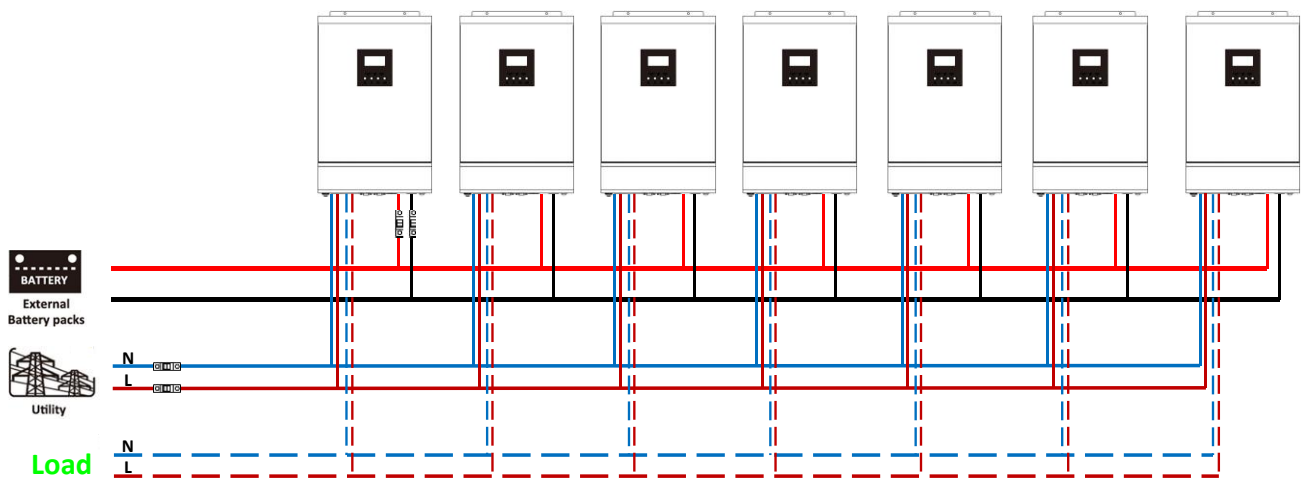 BATTERY
External
Battery packs
N
L
Utility
N
Load
L